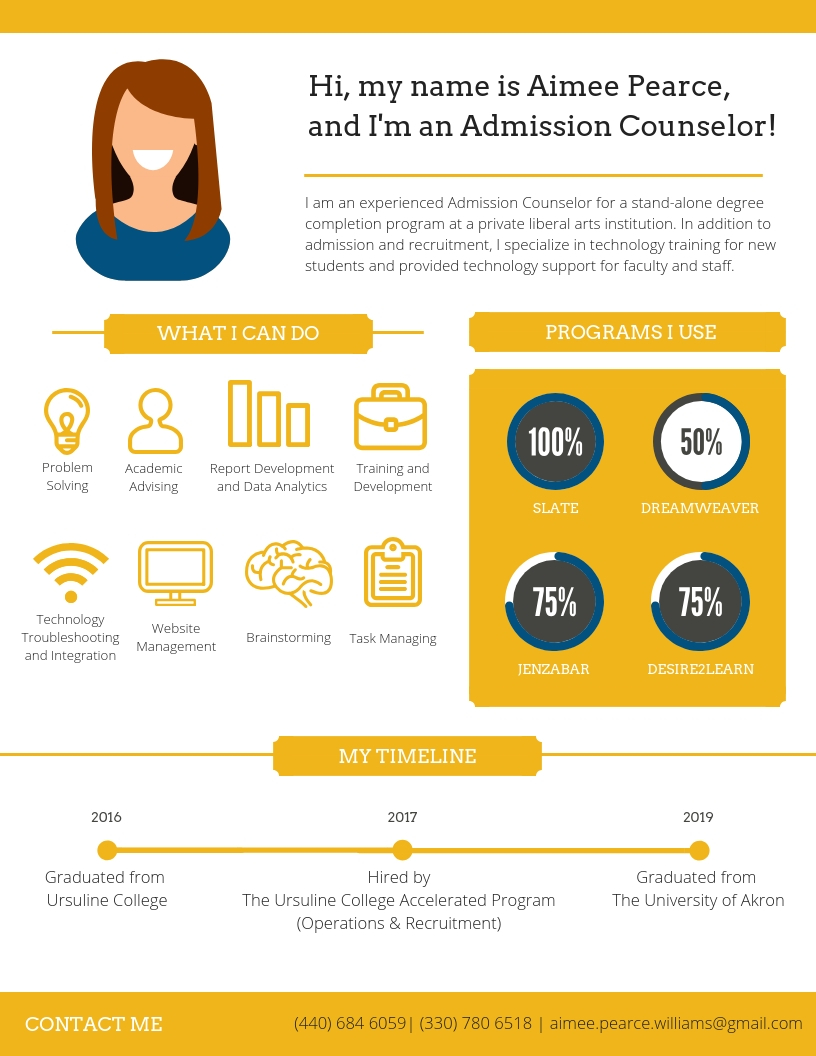 Hi, my name is Aimee Pearce,
and I'm an Admission Counselor!
I am an experienced Admission Counselor for a stand-alone degree
completion program at a private liberal arts institution. In addition to
admission and recruitment, I specialize in technology training for new
students and provided technology support for faculty and staff.
WHAT I CAN DO
Problem
Solving
Academic
Advising
Report Development
and Data Analytics
Training and
Development
Technology
Troubleshooting
and Integration
Website
Management
Brainstorming
Task Managing
PROGRAMS I USE
100%
SLATE
50%
DREAMWEAVER
75%
JENZABAR
75%
DESIRE2LEARN
MY TIMELINE
2016
Graduated from
Ursuline College
2017
Hired by
The Ursuline College Accelerated Program
(Operations & Recruitment)
2019
Graduated from
The University of Akron
CONTACT ME
(440) 684 6059| (330) 780 6518 | aimee.pearce.williams@gmail.com